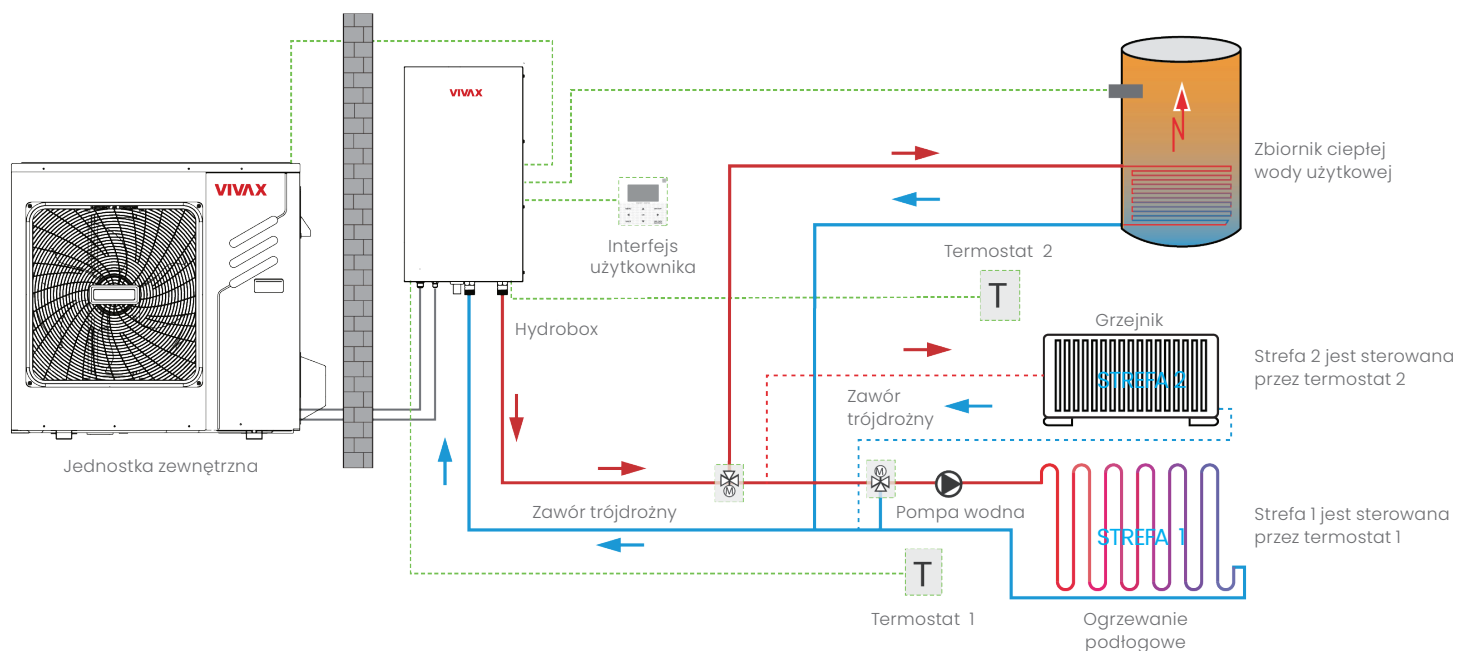 VIVAX
VIVAX
Zbiornik ciepłej
wody użytkowej
Interfejs
użytkownika
Termostat 2
T
Hydrobox
Grzejnik
STREFA 2
Strefa 2 jest sterowana
przez termostat 2
Zawór
trójdrożny
Jednostka zewnętrzna
M
M
Zawór trójdrożny
Pompa wodna
STREFA 1
Strefa 1 jest sterowana
przez termostat 1
T
Termostat 1
Ogrzewanie
podłogowe